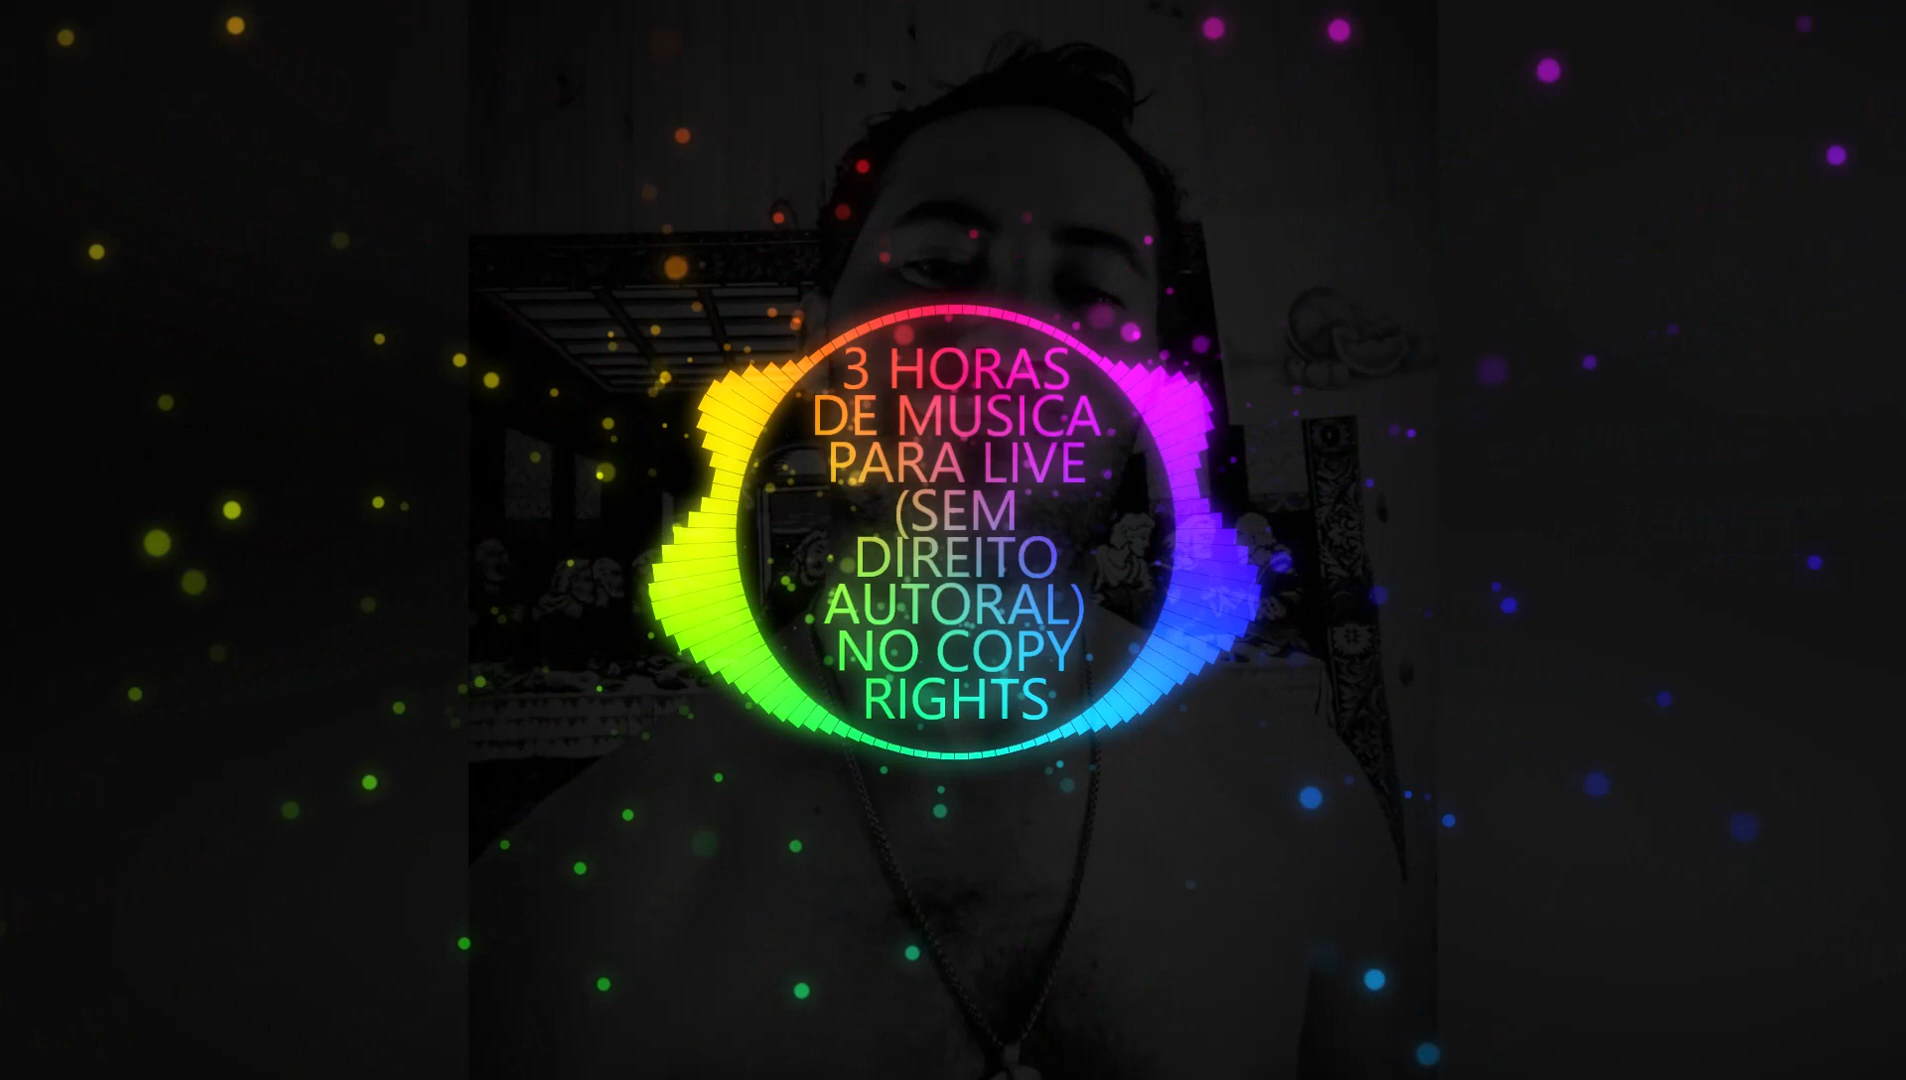 3 HORAS
DE MUSICA
PARA LIVE
(SEM
DIREITO
AUTORAL)
NO COPY
RIGHTS